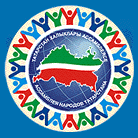 ТАТАРСТАН ХАЛЫКЛАРЫ АССАМБЛЕЯСЕ
АССАМБЛЕЯ НАРОДОВ ТАТАРСТАНА